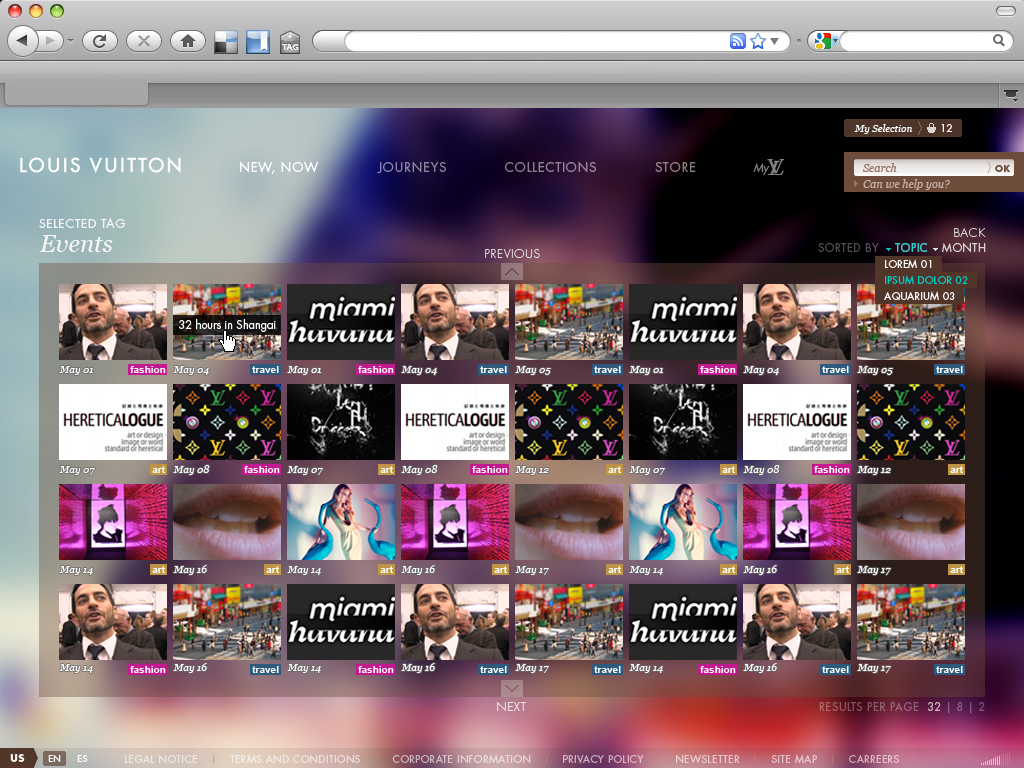 TAG
My Selection 12
LOUIS VUITTON
NEW, NOW
JOURNEYS
COLLECTIONS
STORE
My LV
Search
OK
Can we help you?
SELECTED TAG
Events
BACK
SORTED BY TOPIC MONTH
LOREM 01
IPSUM DOLOR 02
AQUARIUM 03
PREVIOUS
32 hours in Shangai
miami
havana
miami
havana
May 01 fashion
May 04 travel
May 01 fashion
May 04 travel
May 05 travel
May 01 fashion
May 04 travel
May 05 travel
HERETICALOGUE
art or design
image or word
standard or heretical
HERETICALOGUE
art or design
image or word
standard or heretical
HERETICALOGUE
art or design
image or word
standard or heretical
May 07 art
May 08 fashion
May 07 art
May 08 fashion
May 12 art
May 07 art
May 08 fashion
May 12 art
May 14 art
May 16 art
May 14 art
May 16 art
May 17 art
May 14 art
May 16 art
May 17 art
miami
havana
miami
havana
May 14 fashion
May 16 travel
May 14 fashion
May 16 travel
May 17 travel
May 14 fashion
May 16 travel
May 17 travel
NEXT
RESULTS PER PAGE 32 | 8 | 2
US EN ES
LEGAL NOTICE | TERMS AND CONDITIONS
CORPORATE INFORMATION
PRIVACY POLICY
NEWSLETTER
SITE MAP
CAREERS